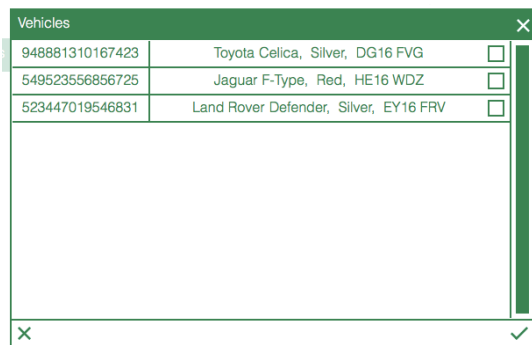 Vehicles
948881310167423 Toyota Celica, Silver, DG16 FVG
549523556856725 Jaguar F-Type, Red, HE16 WDZ
523447019546831 Land Rover Defender, Silver, EY16 FRV